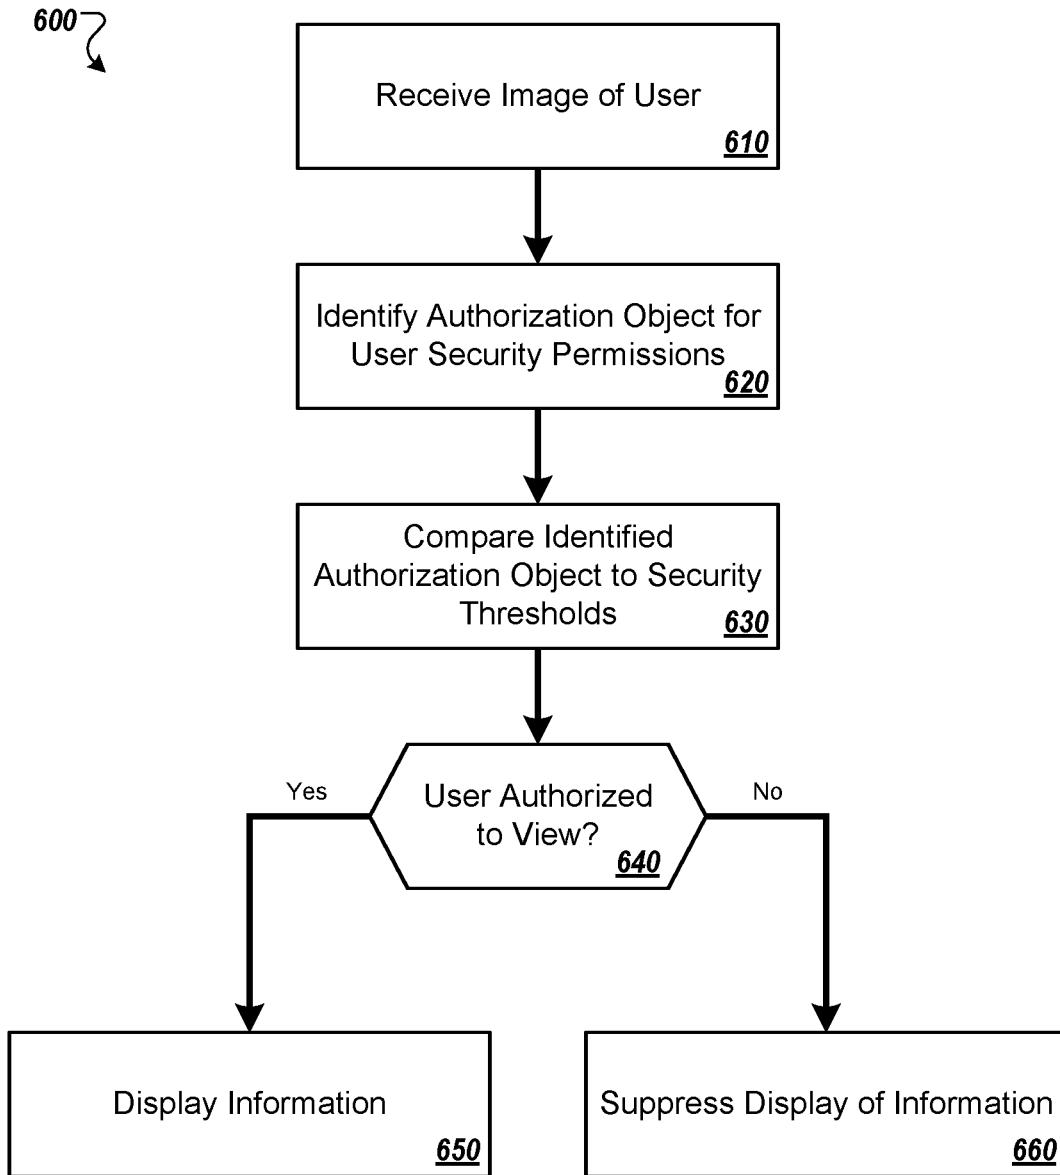 600
Receive Image of User
610
Identify Authorization Object for
User Security Permissions
620
Compare Identified
Authorization Object to Security
Thresholds
630
User Authorized
to View?
640
Yes
No
Display Information
650
Suppress Display of Information
660